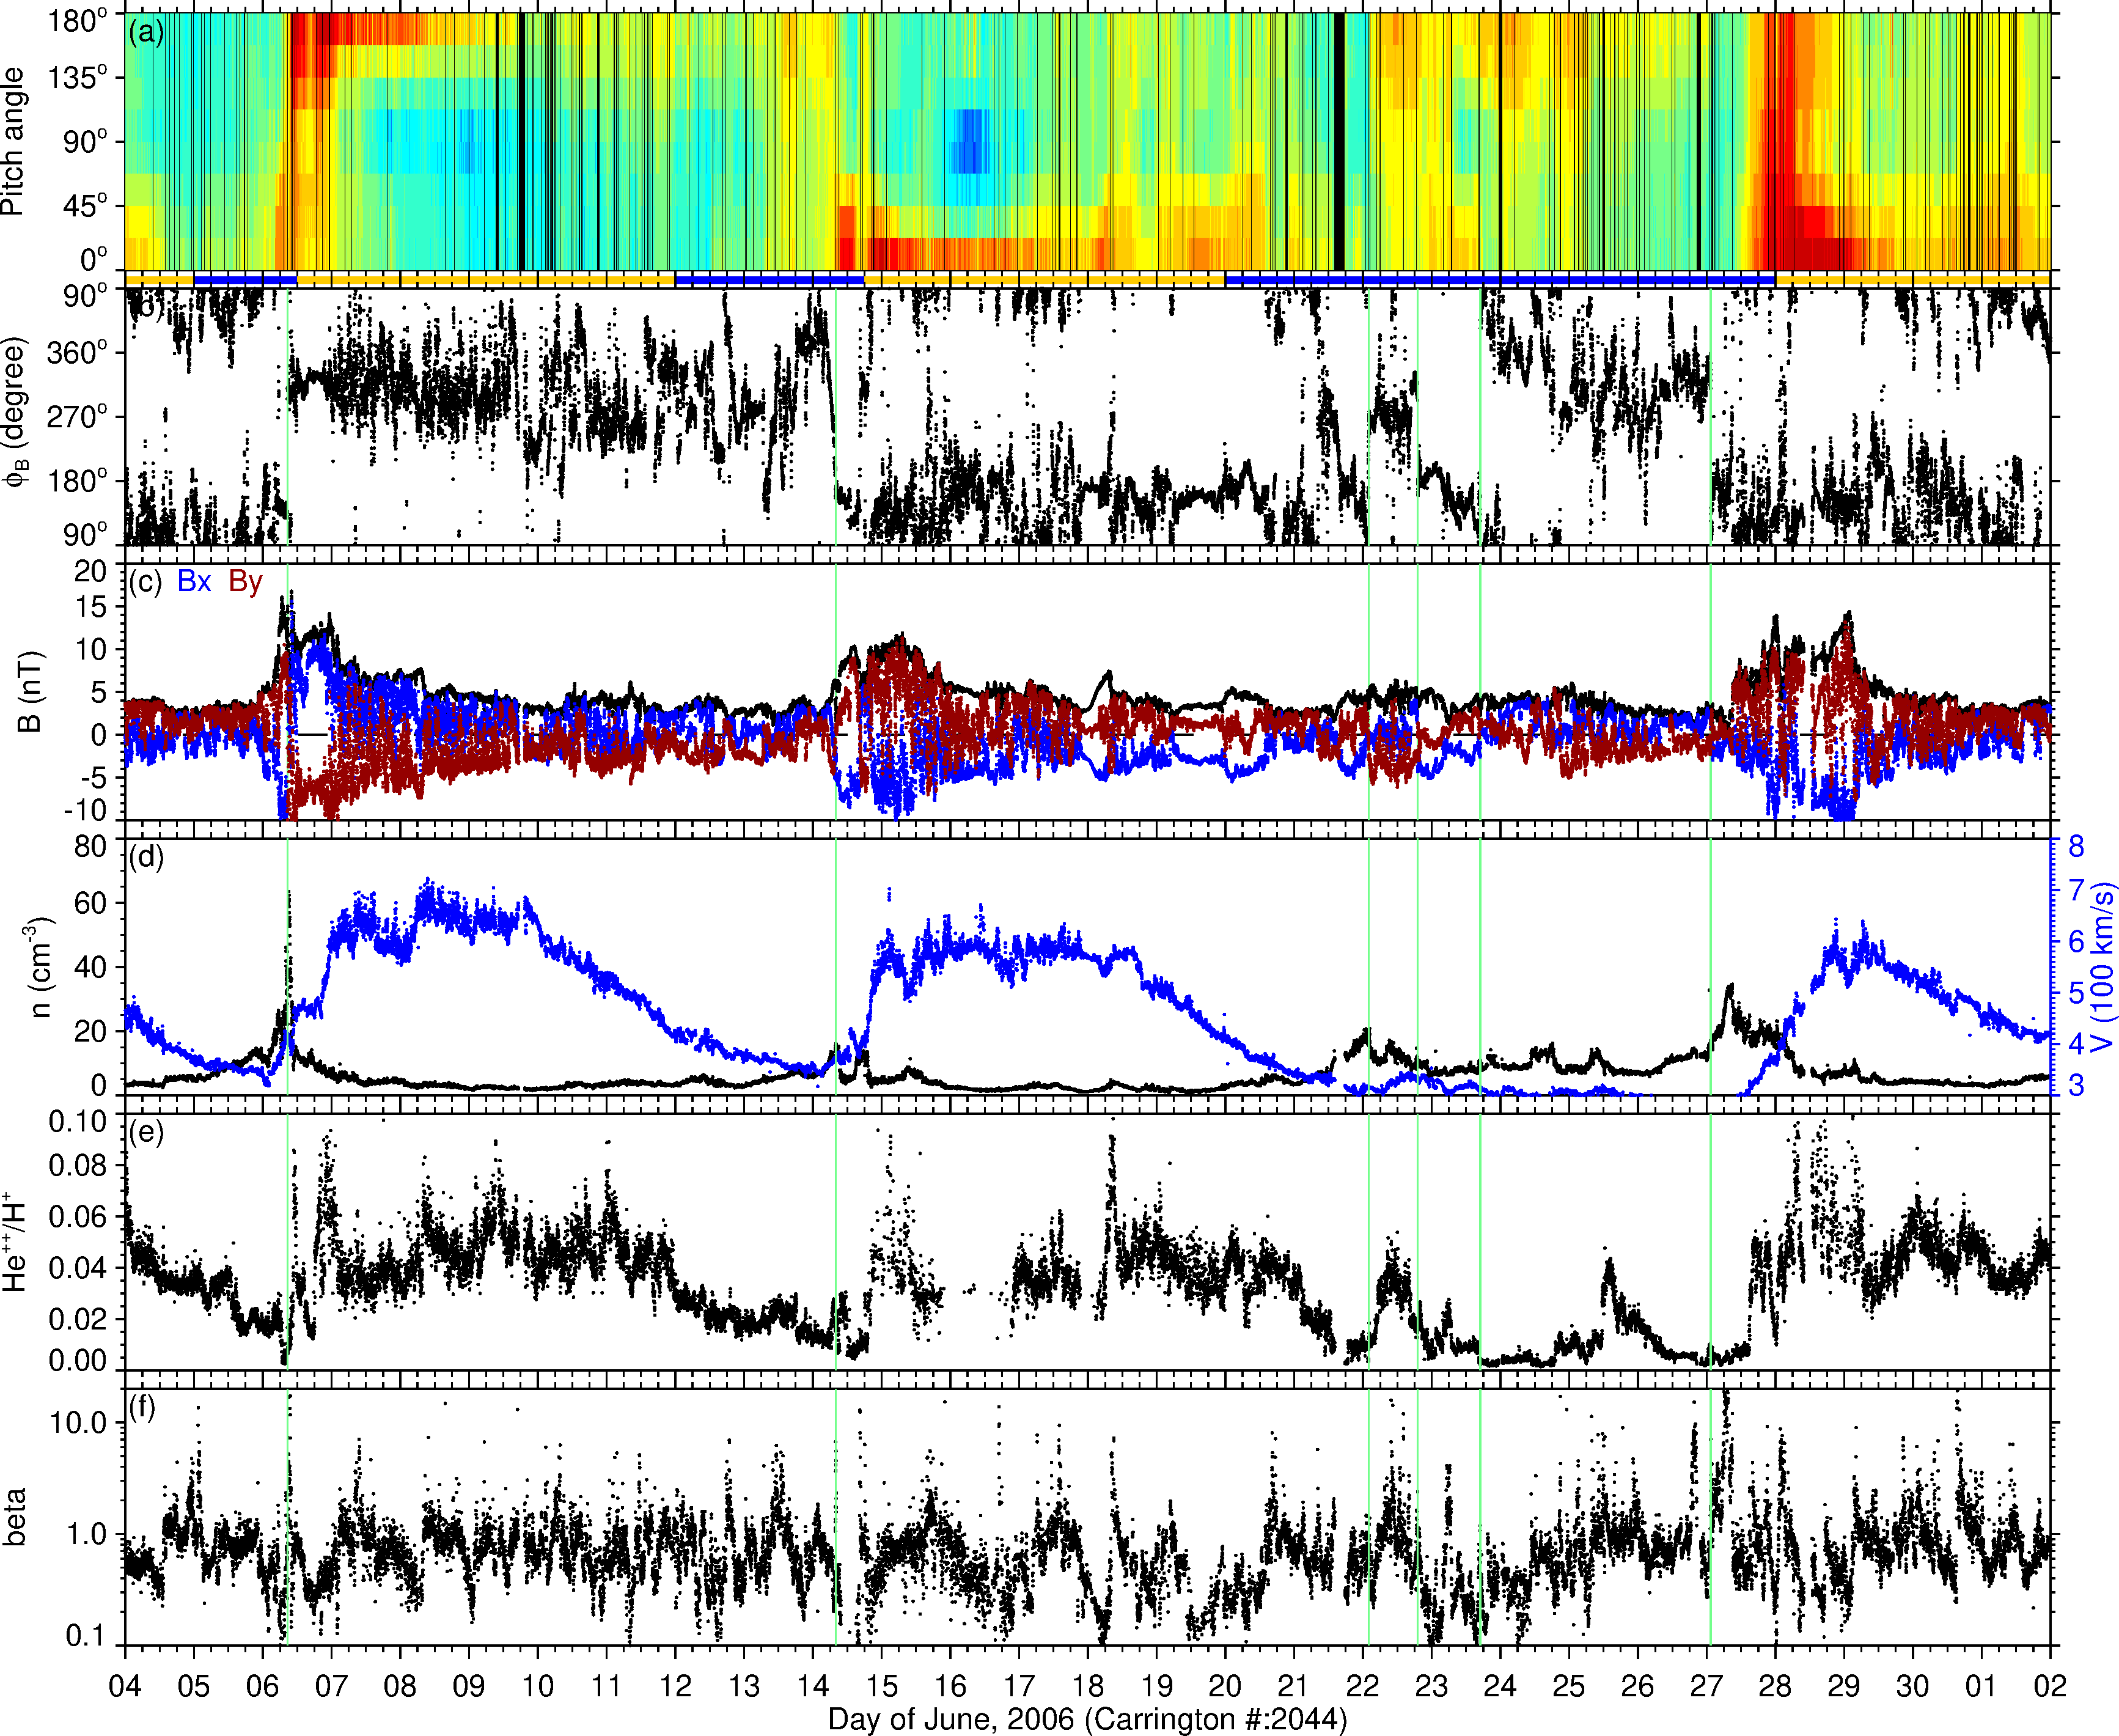 (a)
180°
135°
90°
45°
0°
Pitch angle
90°
360°
270°
180°
90°
ϕB (degree)
(c) Bx By
20
15
10
5
0
-5
-10
B (nT)
(d)
80
60
40
20
0
n (cm-3)
8
7
6
5
4
3
V (100 km/s)
(e)
0.10
0.08
0.06
0.04
0.02
0.00
He++/H+
(f)
10.0
1.0
0.1
beta
04 05 06 07 08 09 10 11 12 13 14 15 16 17 18 19 20 21 22 23 24 25 26 27 28 29 30 01 02
Day of June, 2006 (Carrington #:2044)